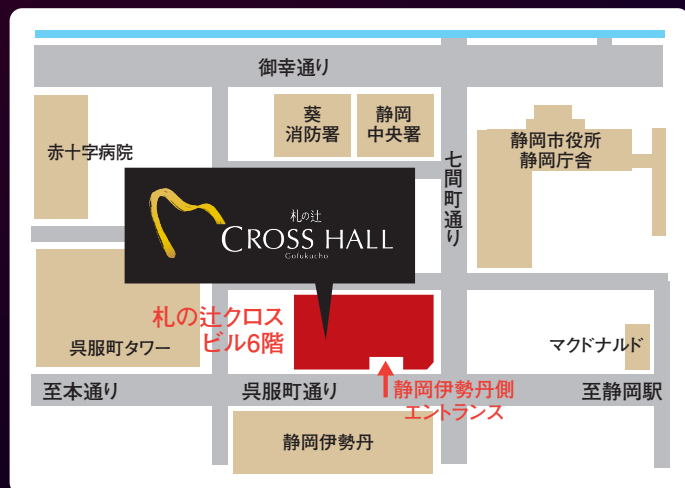 御幸通り
赤十字病院
葵
消防署
静岡
中央署
七間町通り
静岡市役所
静岡庁舎
札の辻
CROSS HALL
Gofukucho
札の辻クロス
ビル6階
呉服町タワー
マクドナルド
至本通り
呉服町通り
静岡伊勢丹側
エントランス
至静岡駅
静岡伊勢丹